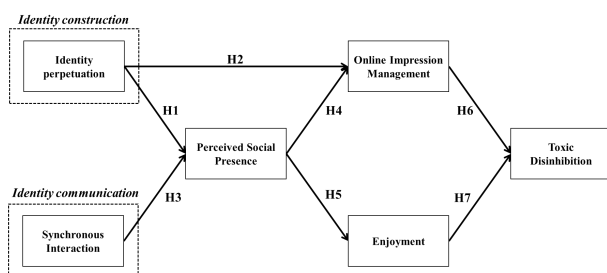 Identity construction
Identity
perpetuation
H2
Online Impression
Management
H1
H4
H6
Perceived Social
Presence
Toxic
Disinhibition
Identity communication
H3
H5
H7
Synchronous
Interaction
Enjoyment